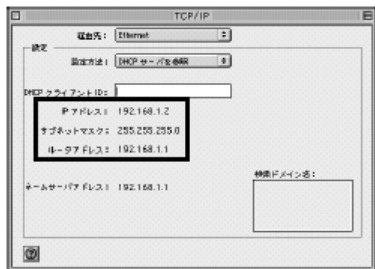 TCP/IP
経由先： Ethernet
設定
設定方法： DHCP サーバを参照
DHCP クライアント ID：
IP アドレス： 192.168.1.2
サブネットマスク： 255.255.255.0
ルータアドレス： 192.168.1.1
検索ドメイン名：
ネームサーバアドレス： 192.168.1.1